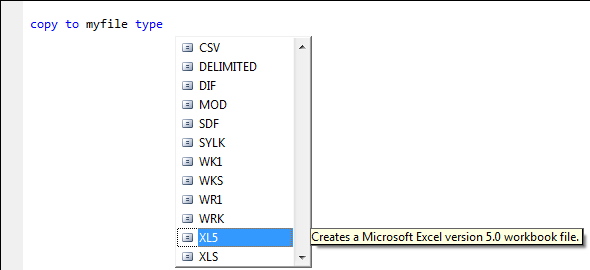 copy to myfile type
CSV
DELIMITED
DIF
MOD
SDF
SYLK
WK1
WKS
WR1
WRK
XL5 Creates a Microsoft Excel version 5.0 workbook file.
XLS